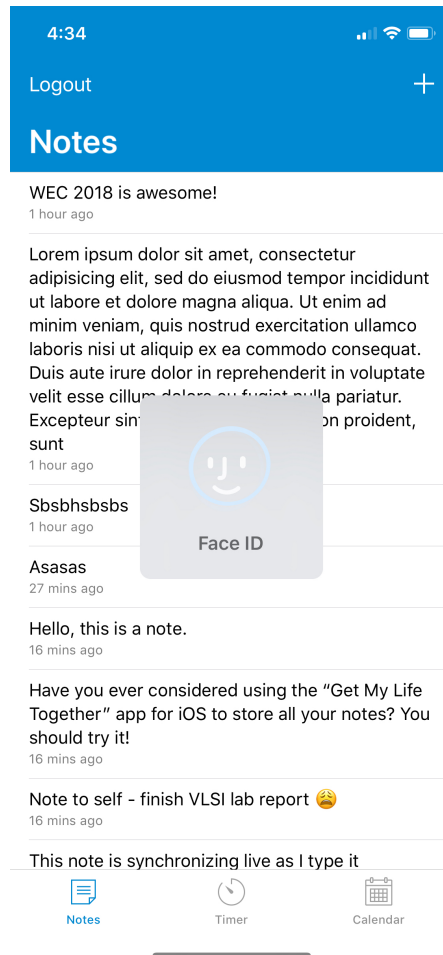 4:34
Logout
Notes
WEC 2018 is awesome!
1 hour ago
Lorem ipsum dolor sit amet, consectetur
adipisicing elit, sed do eiusmod tempor incididunt
ut labore et dolore magna aliqua. Ut enim ad
minim veniam, quis nostrud exercitation ullamco
laboris nisi ut aliquip ex ea commodo consequat.
Duis aute irure dolor in reprehenderit in voluptate
velit esse cillum dolore eu fugiat nulla pariatur.
Excepteur proident,
sunt
1 hour ago
Sbsbhsbsbs
1 hour ago
Face ID
Asasas
27 mins ago
Hello, this is a note.
16 mins ago
Have you ever considered using the “Get My Life
Together” app for iOS to store all your notes? You
should try it!
16 mins ago
Note to self - finish VLSI lab report 😩
16 mins ago
This note is synchronizing live as I type it
Notes
Timer
Calendar